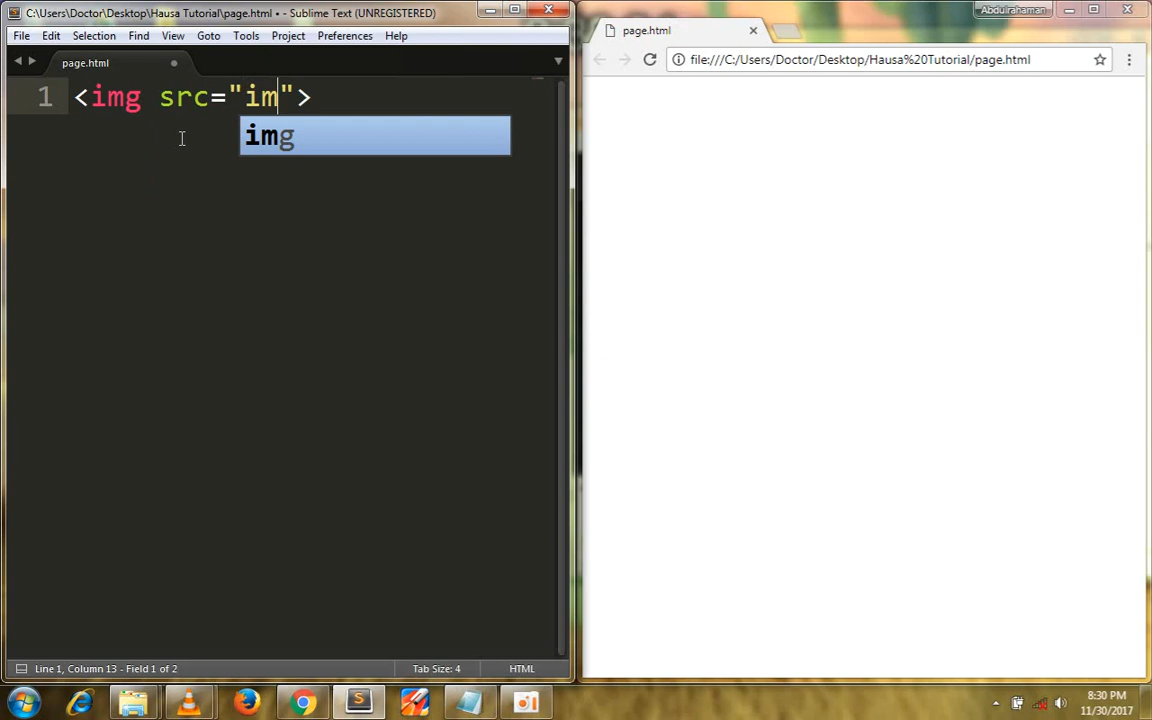 C:\Users\Doctor\Desktop\Hausa Tutorial\page.html • - Sublime Text (UNREGISTERED)
File Edit Selection Find View Goto Tools Project Preferences Help
page.html
1 <img src="im">
img
Line 1, Column 13 - Field 1 of 2
Tab Size: 4
HTML
Abdulrahaman
page.html
file:///C:/Users/Doctor/Desktop/Hausa%20Tutorial/page.html
8:30 PM
11/30/2017